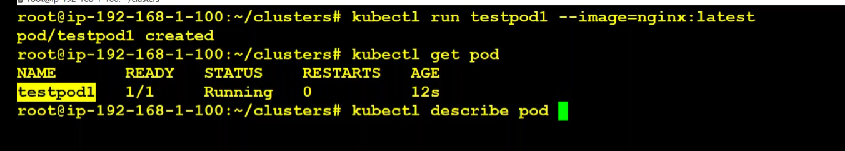 root@ip-192-168-1-100:~/clusters# kubectl run testpod1 --image=nginx:latest
pod/testpod1 created
root@ip-192-168-1-100:~/clusters# kubectl get pod
NAME READY STATUS RESTARTS AGE
testpod1 1/1 Running 0 12s
root@ip-192-168-1-100:~/clusters# kubectl describe pod